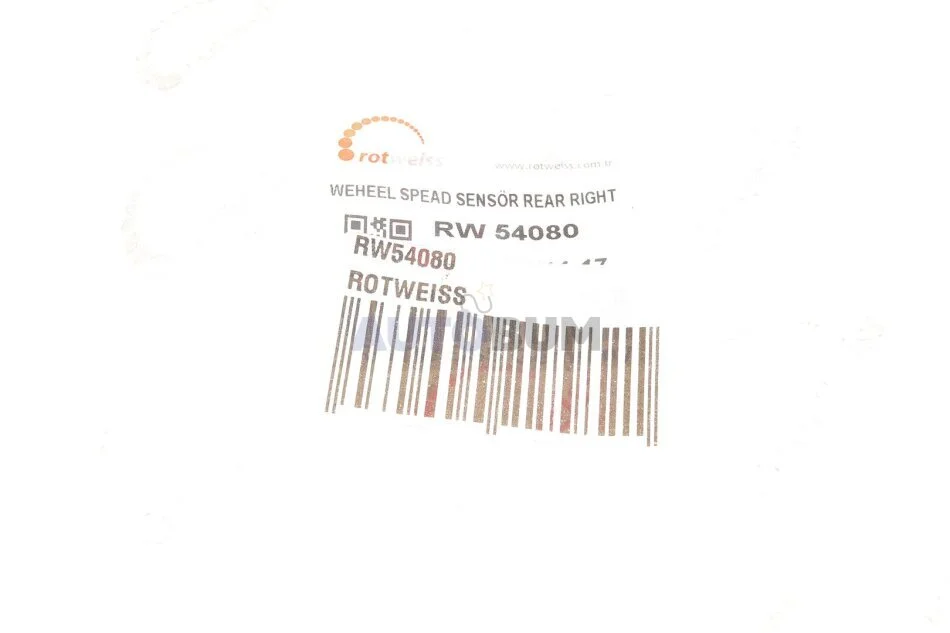 rotweiss
www.rotweiss.com.tr
WEHEEL SPEAD SENSÖR REAR RIGHT
RW 54080
RW54080
ROTWEISS
AUTOBUM